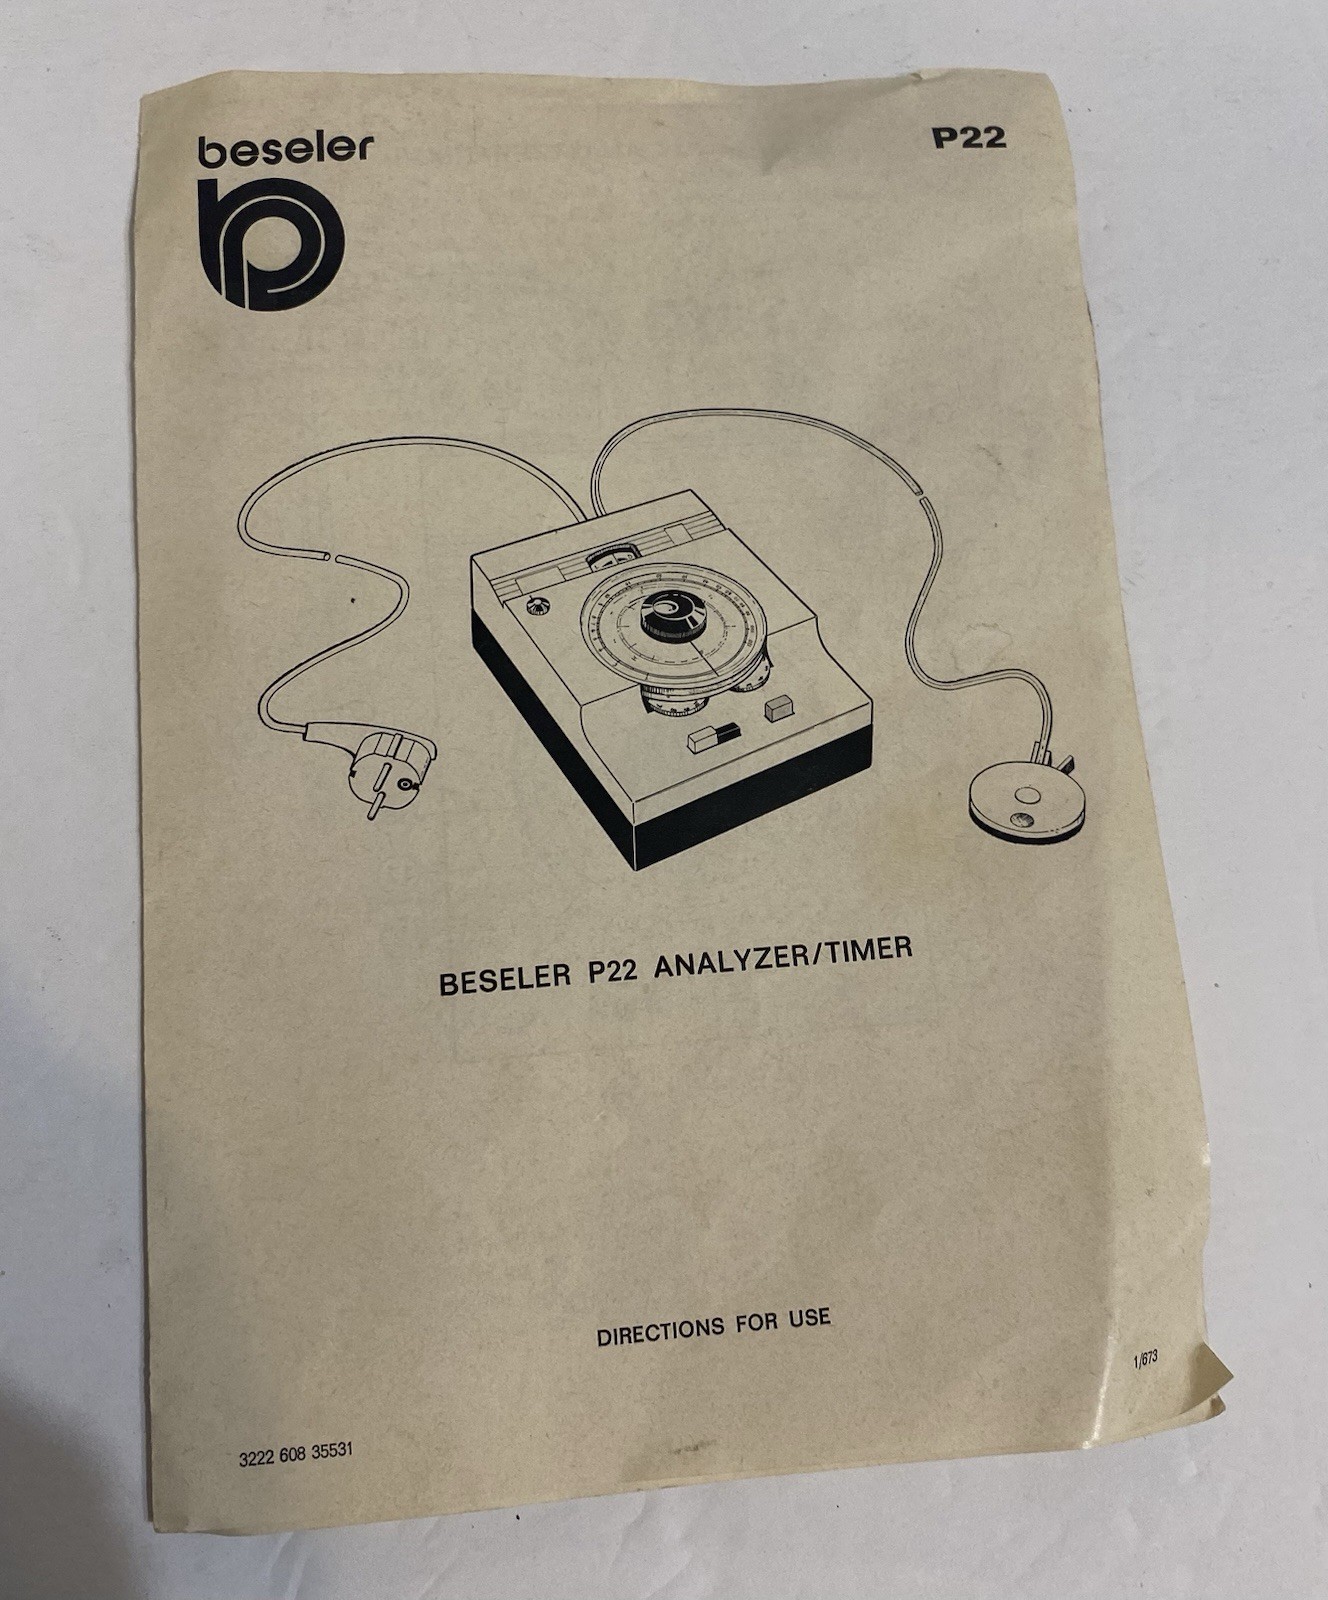 beseler
P22
BESELER P22 ANALYZER/TIMER
DIRECTIONS FOR USE
1/673
3222 608 35531